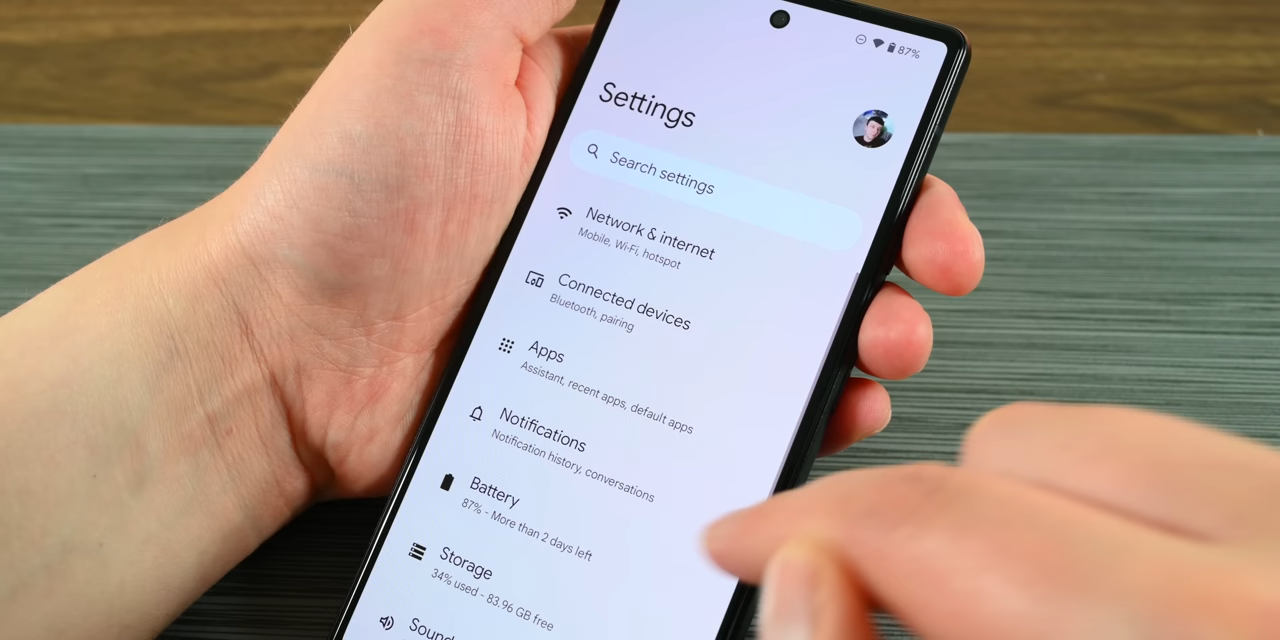 87%
Settings
Search settings
Network & internet
Mobile, Wi-Fi, hotspot
Connected devices
Bluetooth, pairing
Apps
Assistant, recent apps, default apps
Notifications
Notification history, conversations
Battery
87% - More than 2 days left
Storage
34% used - 83.96 GB free
Sound